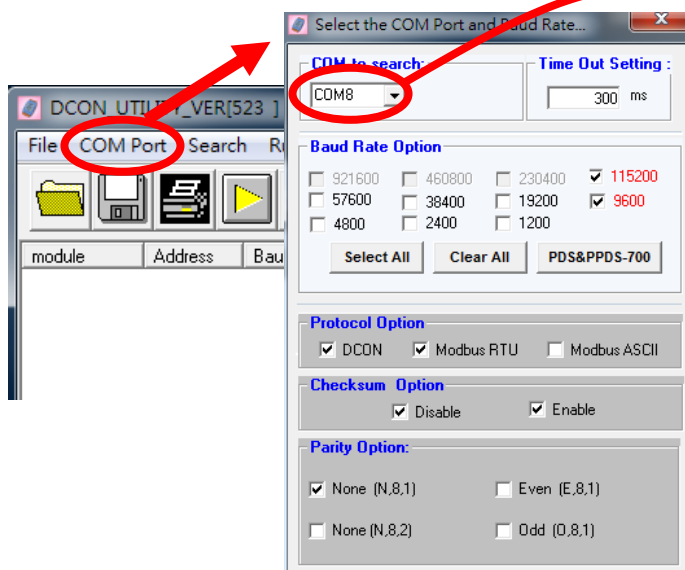 DCON UTILITY_VER[523 ]
File COM Port Search
module Address
Select the COM Port and Baud Rate...
COM to search: Time Out Setting :
COM8 300 ms
Baud Rate Option
921600 460800 230400 115200
57600 38400 19200 9600
4800 2400 1200
Select All Clear All PDS&PPDS-700
Protocol Option
DCON Modbus RTU Modbus ASCII
Checksum Option
Disable Enable
Parity Option:
None (N,8,1) Even (E,8,1)
None (N,8,2) Odd (O,8,1)